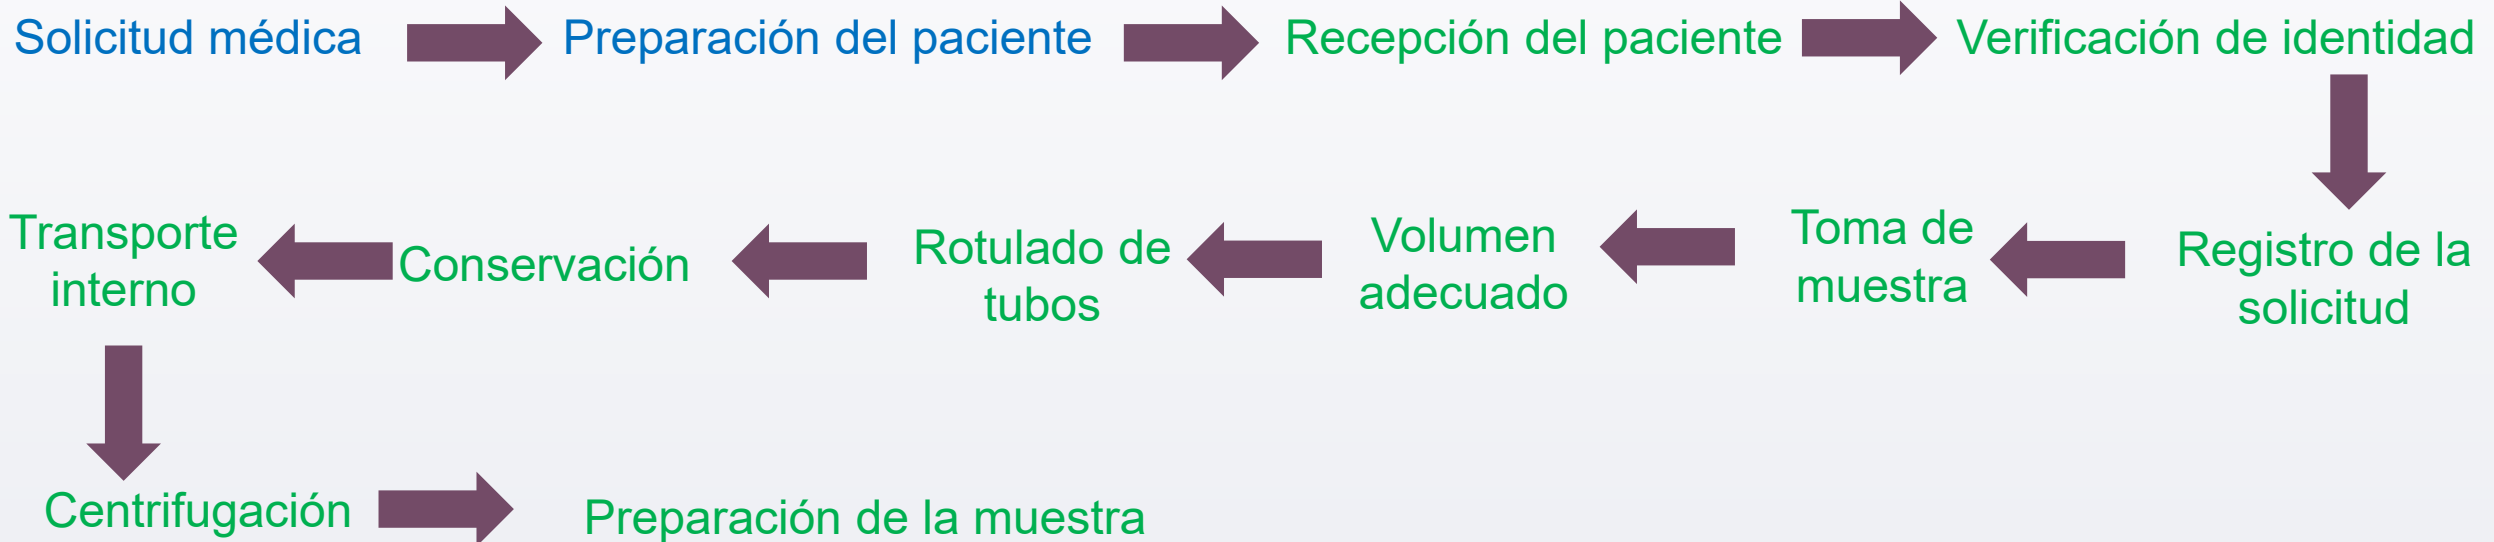 Solicitud médica
Preparación del paciente
Recepción del paciente
Verificación de identidad
Registro de la
solicitud
Toma de
muestra
Volumen
adecuado
Rotulado de
tubos
Conservación
Transporte
interno
Centrifugación
Preparación de la muestra